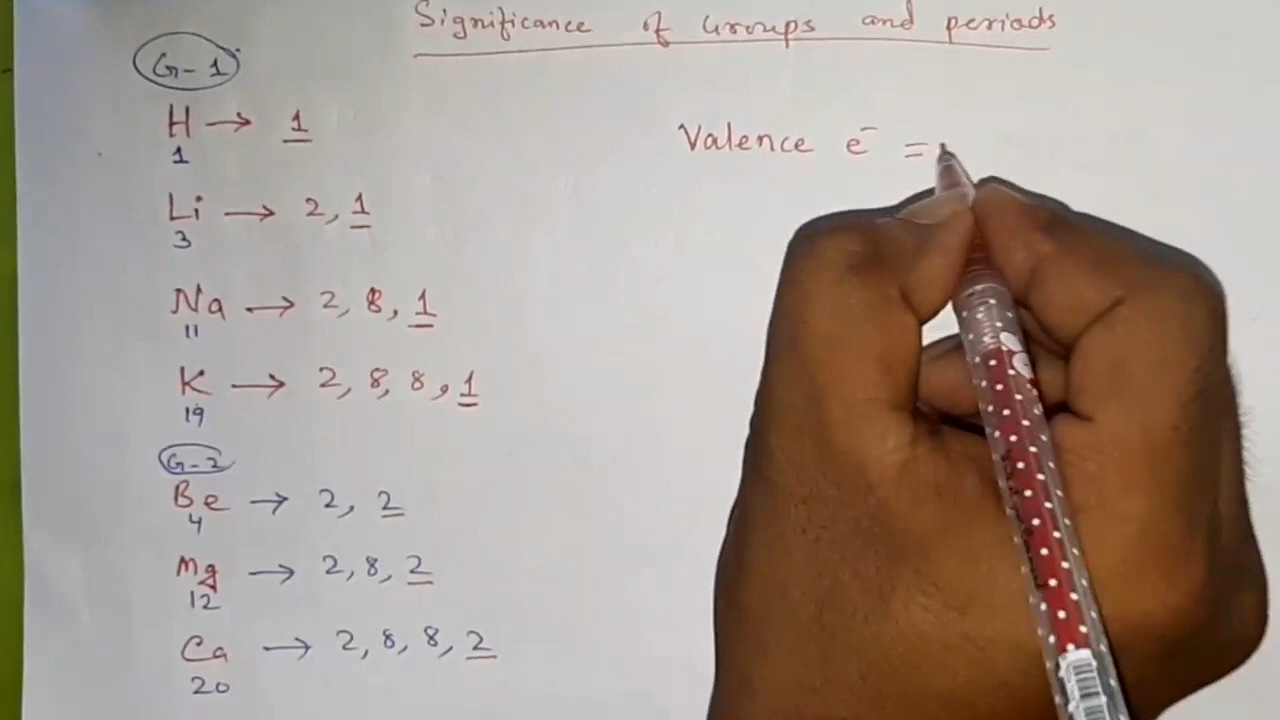 Significance of Groups and periods
G-1
H → 1
1
Li → 2, 1
3
Na → 2, 8, 1
11
K → 2, 8, 8, 1
19
G-2
Be → 2, 2
4
Mg → 2, 8, 2
12
Ca → 2, 8, 8, 2
20
Valence e⁻ =